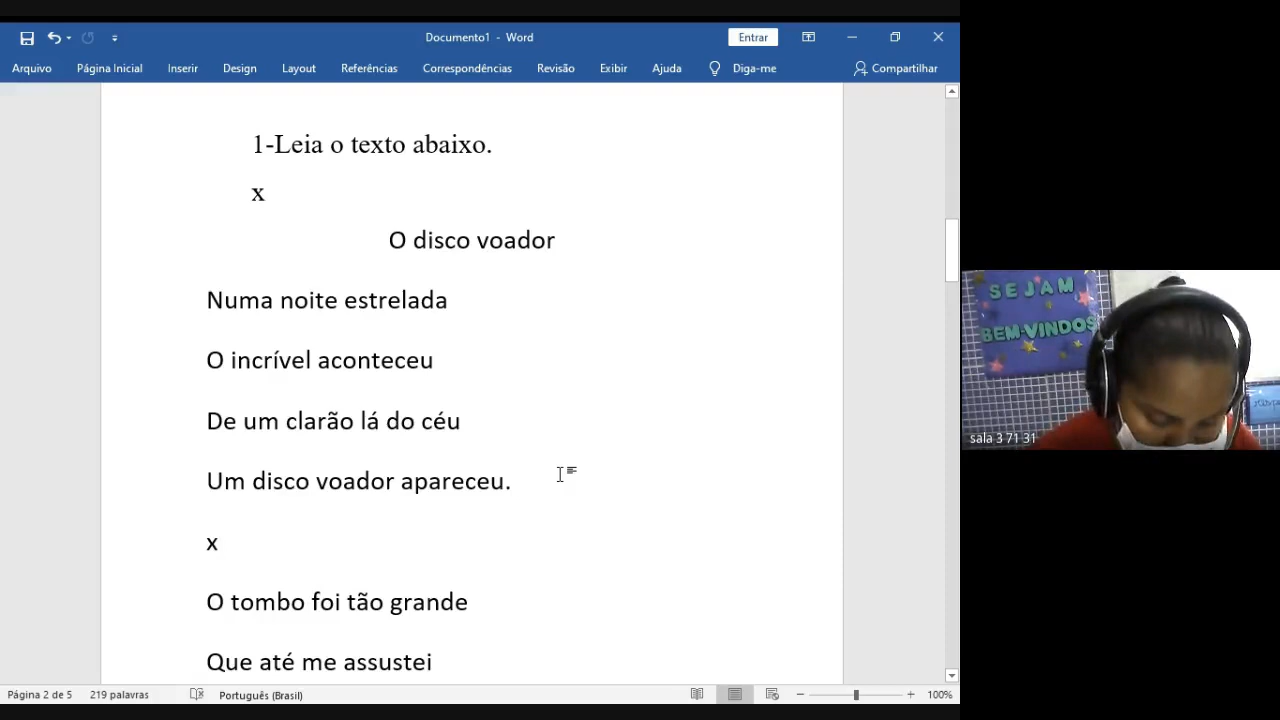 Documento1 - Word
Entrar
Arquivo Página Inicial Inserir Design Layout Referências Correspondências Revisão Exibir Ajuda Diga-me Compartilhar
1-Leia o texto abaixo.
x
O disco voador
Numa noite estrelada
O incrível aconteceu
De um clarão lá do céu
Um disco voador apareceu.
x
O tombo foi tão grande
Que até me assustei
SEJAM
BEM-VINDOS
sala 3 71 31
Página 2 de 5 219 palavras Português (Brasil) 100%